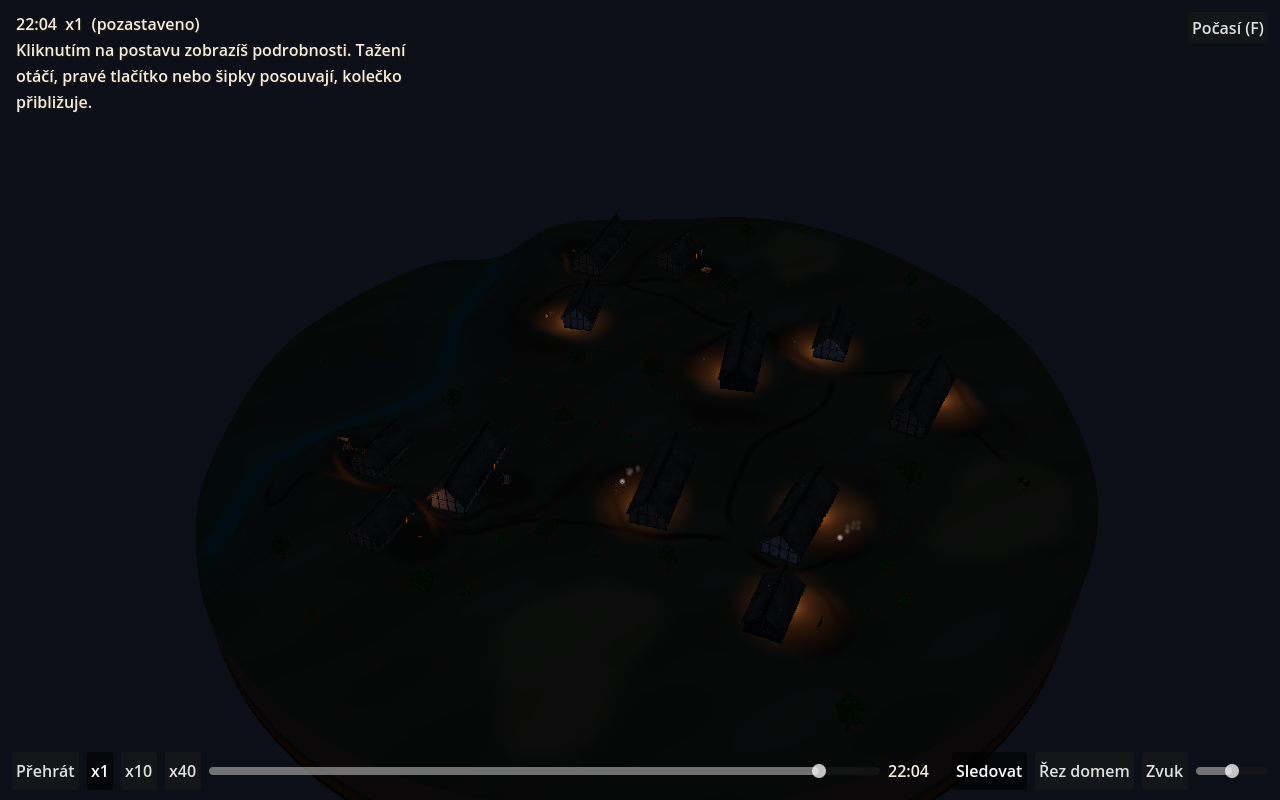 22:04 x1 (pozastaveno)
Kliknutím na postavu zobrazíš podrobnosti. Tažení
otáčí, pravé tlačítko nebo šipky posouvají, kolečko
přibližuje.
Počasí (F)
Přehrát x1 x10 x40 22:04 Sledovat Řez domem Zvuk